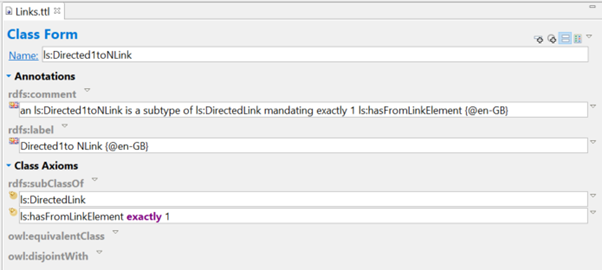 Links.ttl
Class Form
Name: ls:Directed1toNLink
Annotations
rdfs:comment
an ls:Directed1toNLink is a subtype of ls:DirectedLink mandating exactly 1 ls:hasFromLinkElement {@en-GB}
rdfs:label
Directed1to NLink {@en-GB}
Class Axioms
rdfs:subClassOf
ls:DirectedLink
ls:hasFromLinkElement exactly 1
owl:equivalentClass
owl:disjointWith